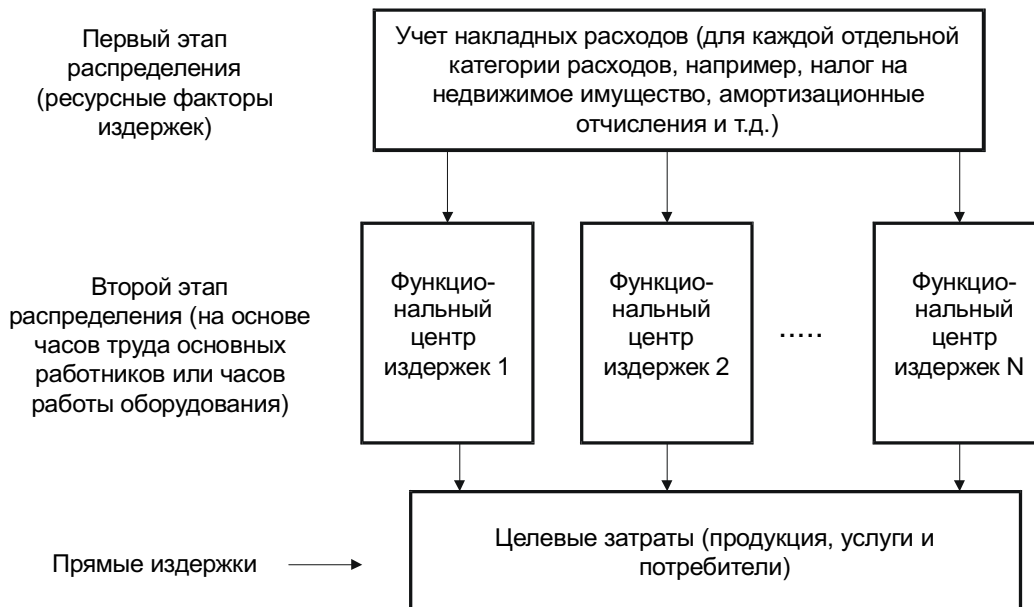 Первый этап
распределения
(ресурсные факторы
издержек)
Учет накладных расходов (для каждой отдельной
категории расходов, например, налог на
недвижимое имущество, амортизационные
отчисления и т.д.)
Второй этап
распределения (на основе
часов труда основных
работников или часов
работы оборудования)
Функцио-
нальный
центр
издержек 1
Функцио-
нальный
центр
издержек 2
.....
Функцио-
нальный
центр
издержек N
Прямые издержки
Целевые затраты (продукция, услуги и
потребители)